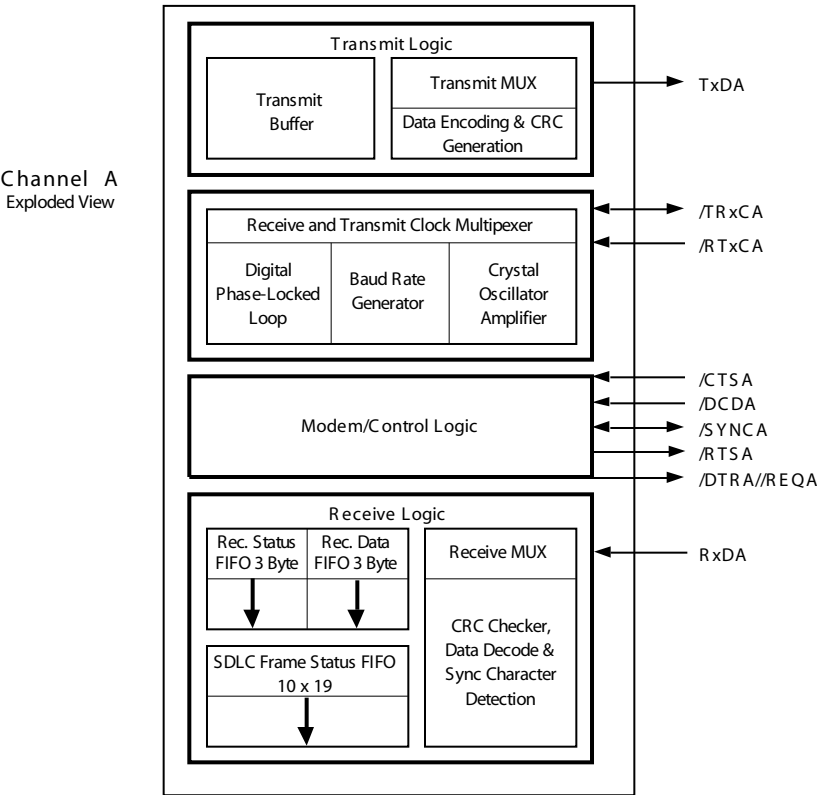 Transmit Logic
Transmit
Buffer
Transmit MUX
Data Encoding & CRC
Generation
TxDA
Channel A
Exploded View
Receive and Transmit Clock Multipexer
Digital
Phase-Locked
Loop
Baud Rate
Generator
Crystal
Oscillator
Amplifier
/TRxCA
/RTxCA
Modem/Control Logic
/CTSA
/DCDA
/SYNCA
/RTSA
/DTRA//REQA
Receive Logic
Rec. Status
FIFO 3 Byte
Rec. Data
FIFO 3 Byte
Receive MUX
CRC Checker,
Data Decode &
Sync Character
Detection
SDLC Frame Status FIFO
10 x 19
RxDA